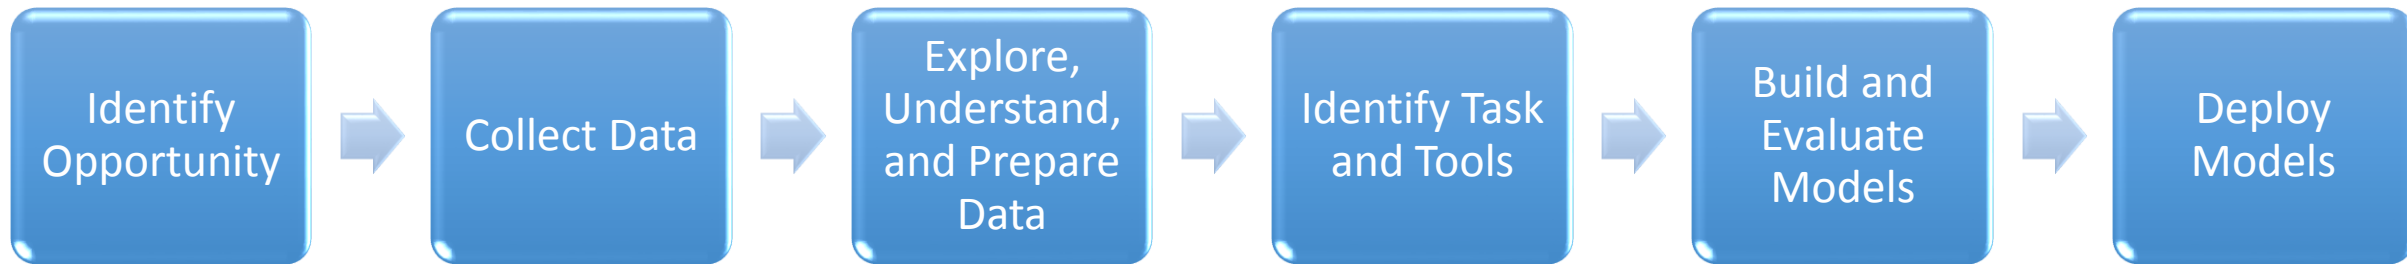 Identify
Opportunity
Collect Data
Explore,
Understand,
and Prepare
Data
Identify Task
and Tools
Build and
Evaluate
Models
Deploy
Models